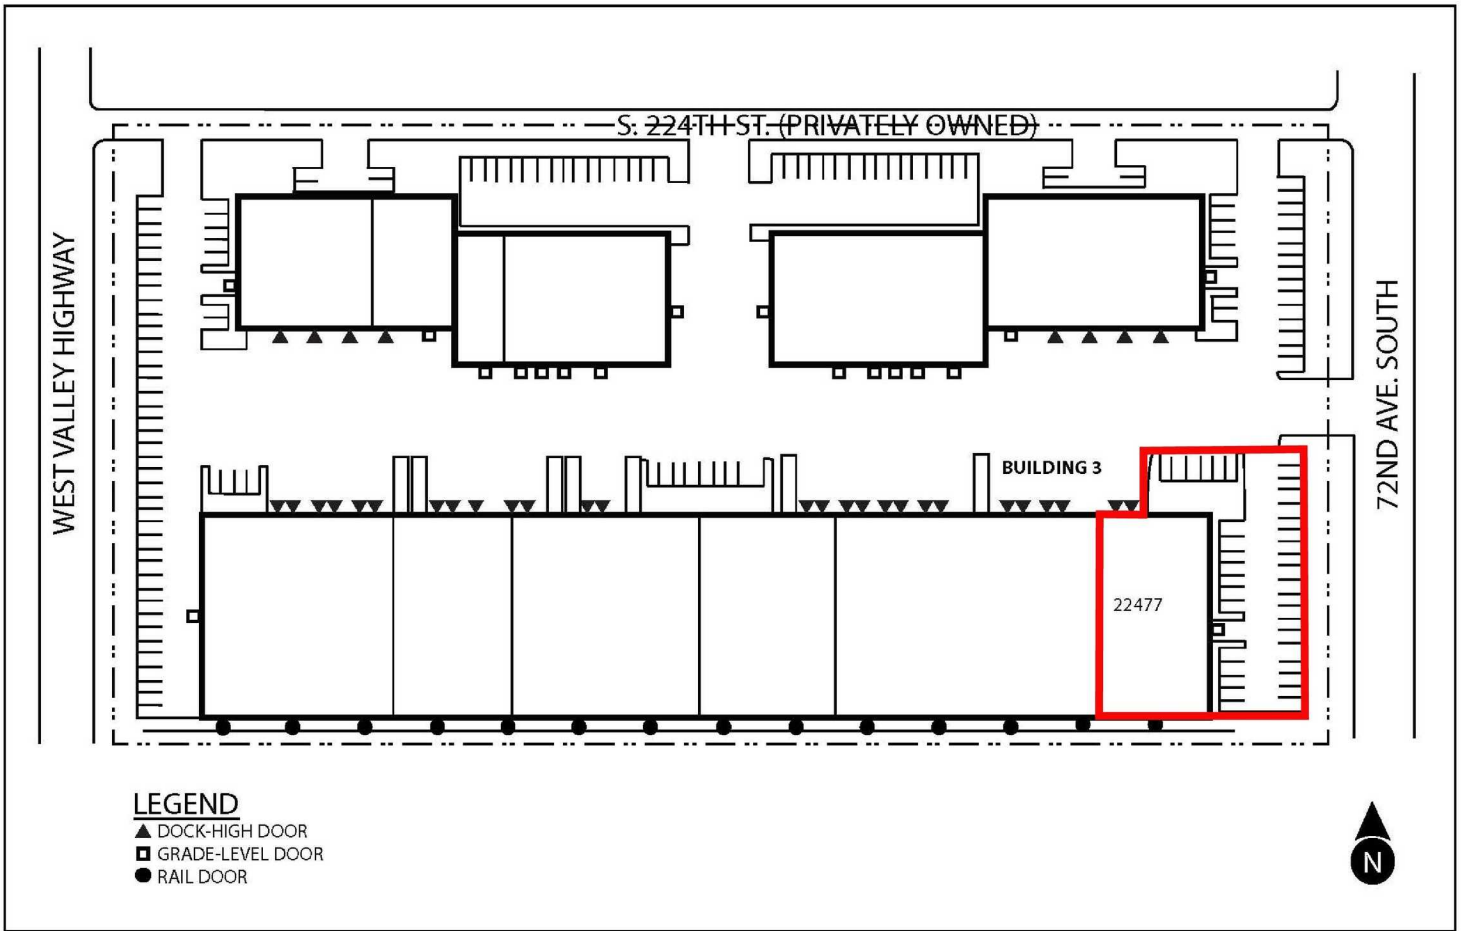 S. 224TH ST. (PRIVATELY OWNED)
WEST VALLEY HIGHWAY
72ND AVE. SOUTH
BUILDING 3
22477
LEGEND
DOCK-HIGH DOOR
GRADE-LEVEL DOOR
RAIL DOOR
N